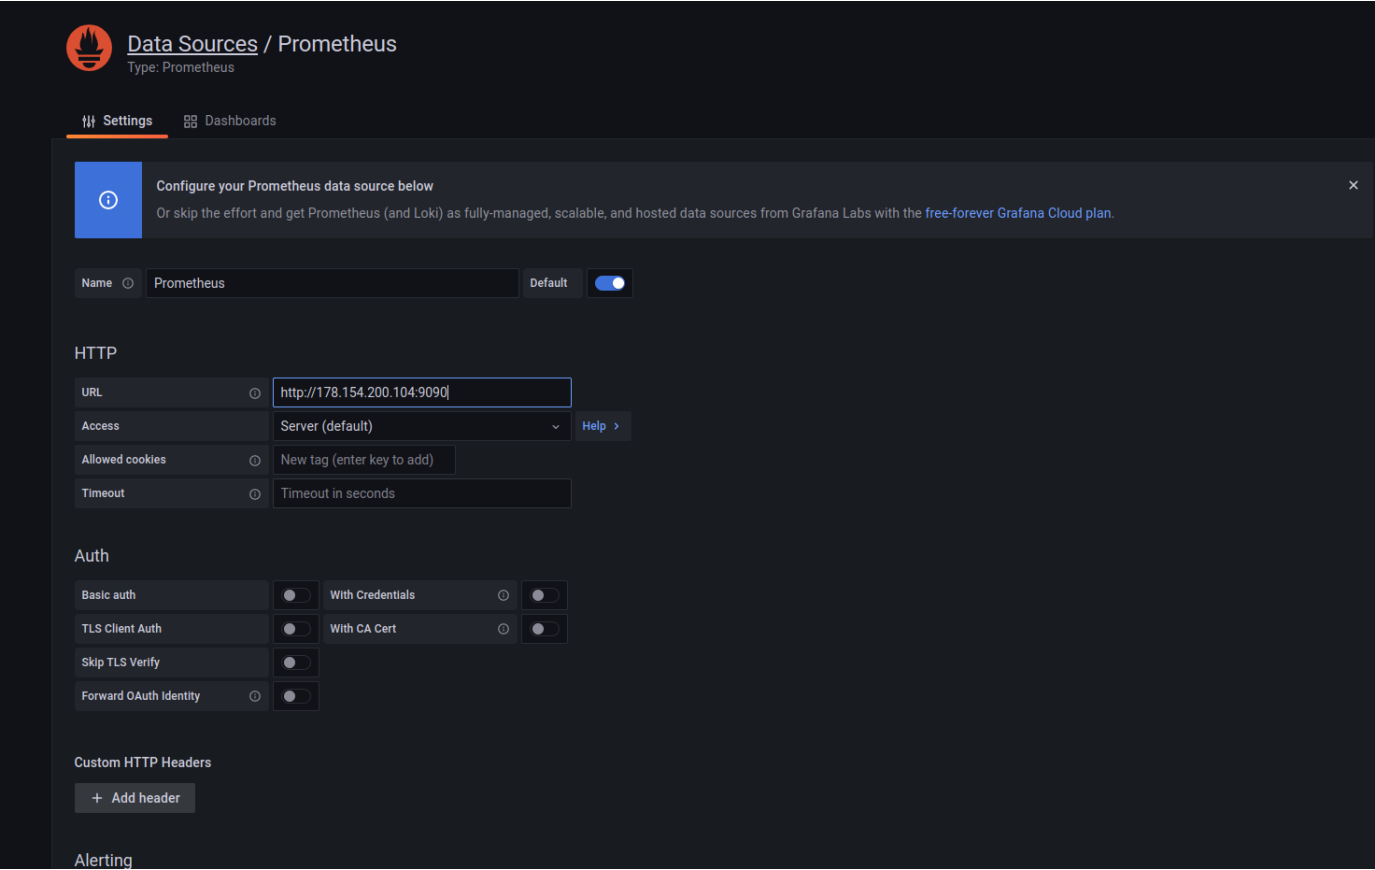 Data Sources / Prometheus
Type: Prometheus
Settings Dashboards
Configure your Prometheus data source below
Or skip the effort and get Prometheus (and Loki) as fully-managed, scalable, and hosted data sources from Grafana Labs with the free-forever Grafana Cloud plan.
Name Prometheus Default
HTTP
URL http://178.154.200.104:9090
Access Server (default) Help >
Allowed cookies New tag (enter key to add)
Timeout Timeout in seconds
Auth
Basic auth With Credentials
TLS Client Auth With CA Cert
Skip TLS Verify
Forward OAuth Identity
Custom HTTP Headers
+ Add header
Alerting